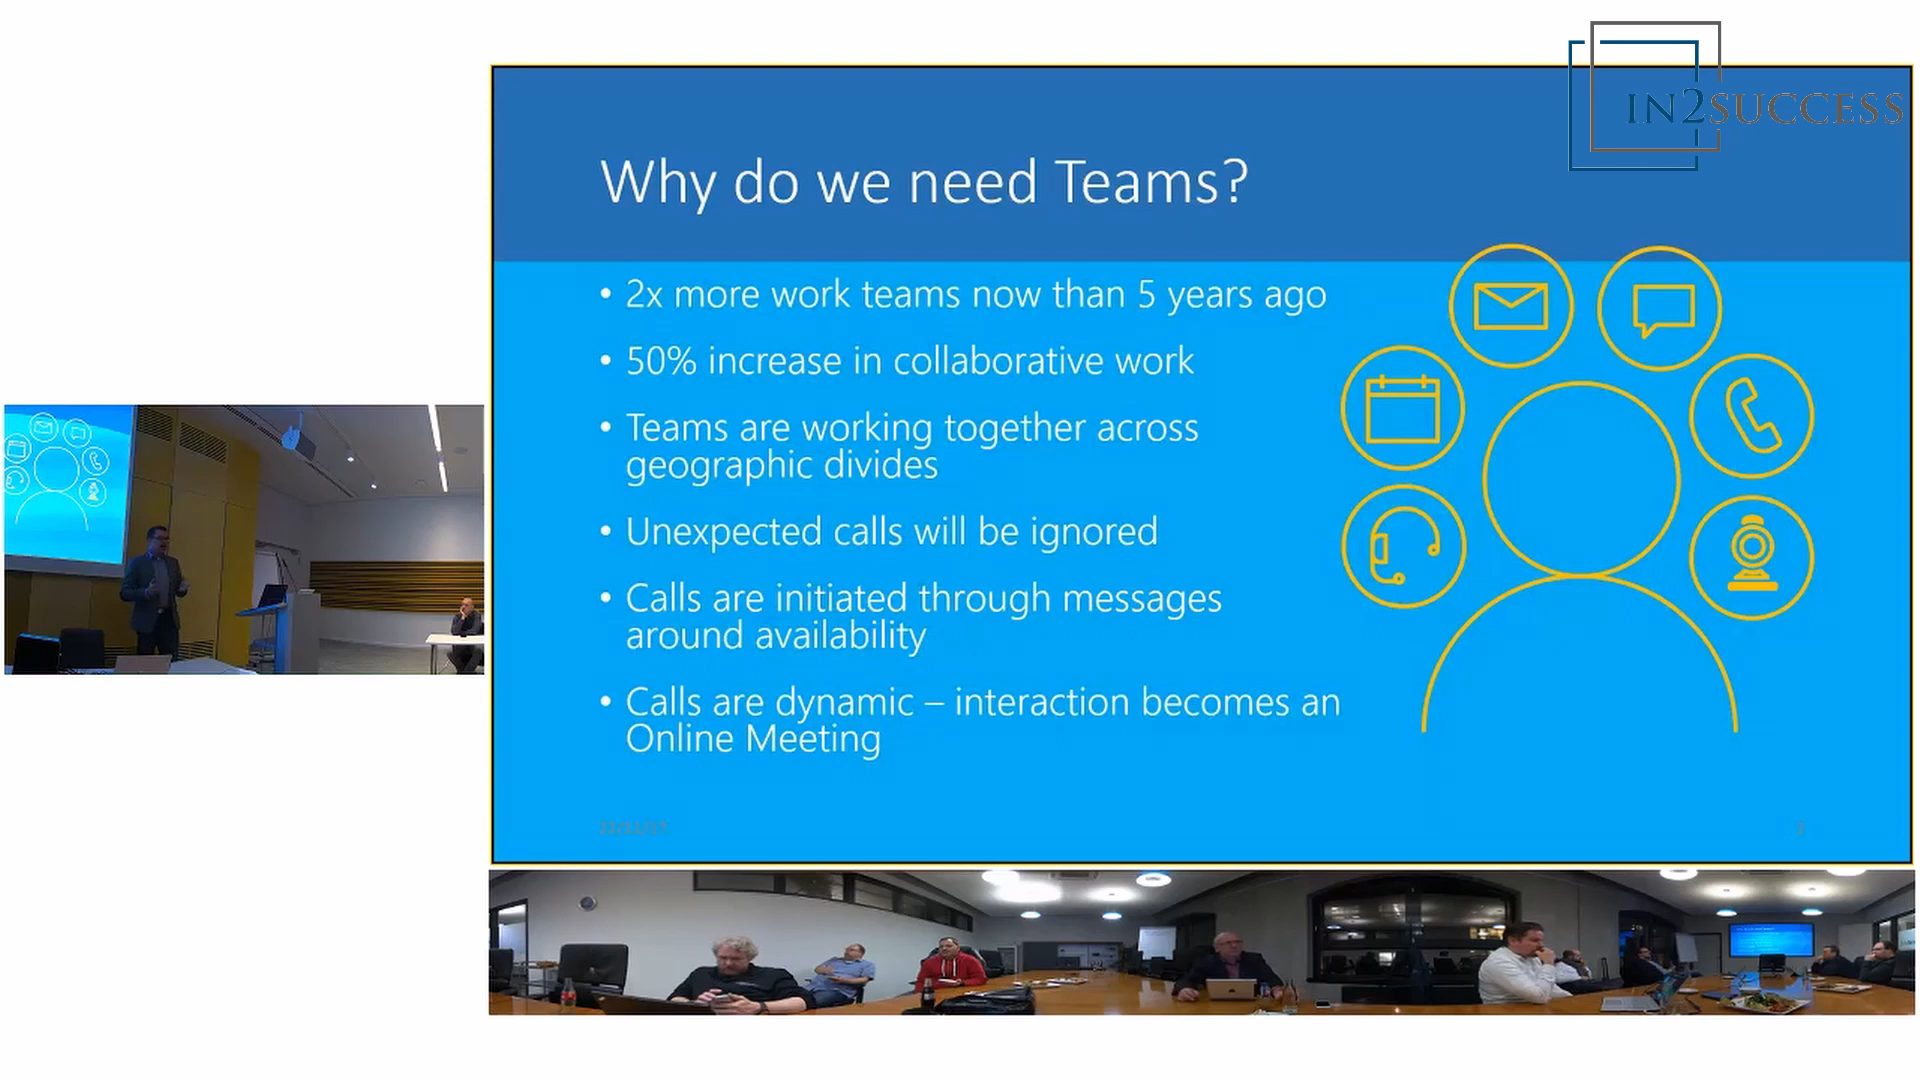 IN2SUCCESS
Why do we need Teams?
• 2x more work teams now than 5 years ago
• 50% increase in collaborative work
• Teams are working together across
geographic divides
• Unexpected calls will be ignored
• Calls are initiated through messages
around availability
• Calls are dynamic – interaction becomes an
Online Meeting